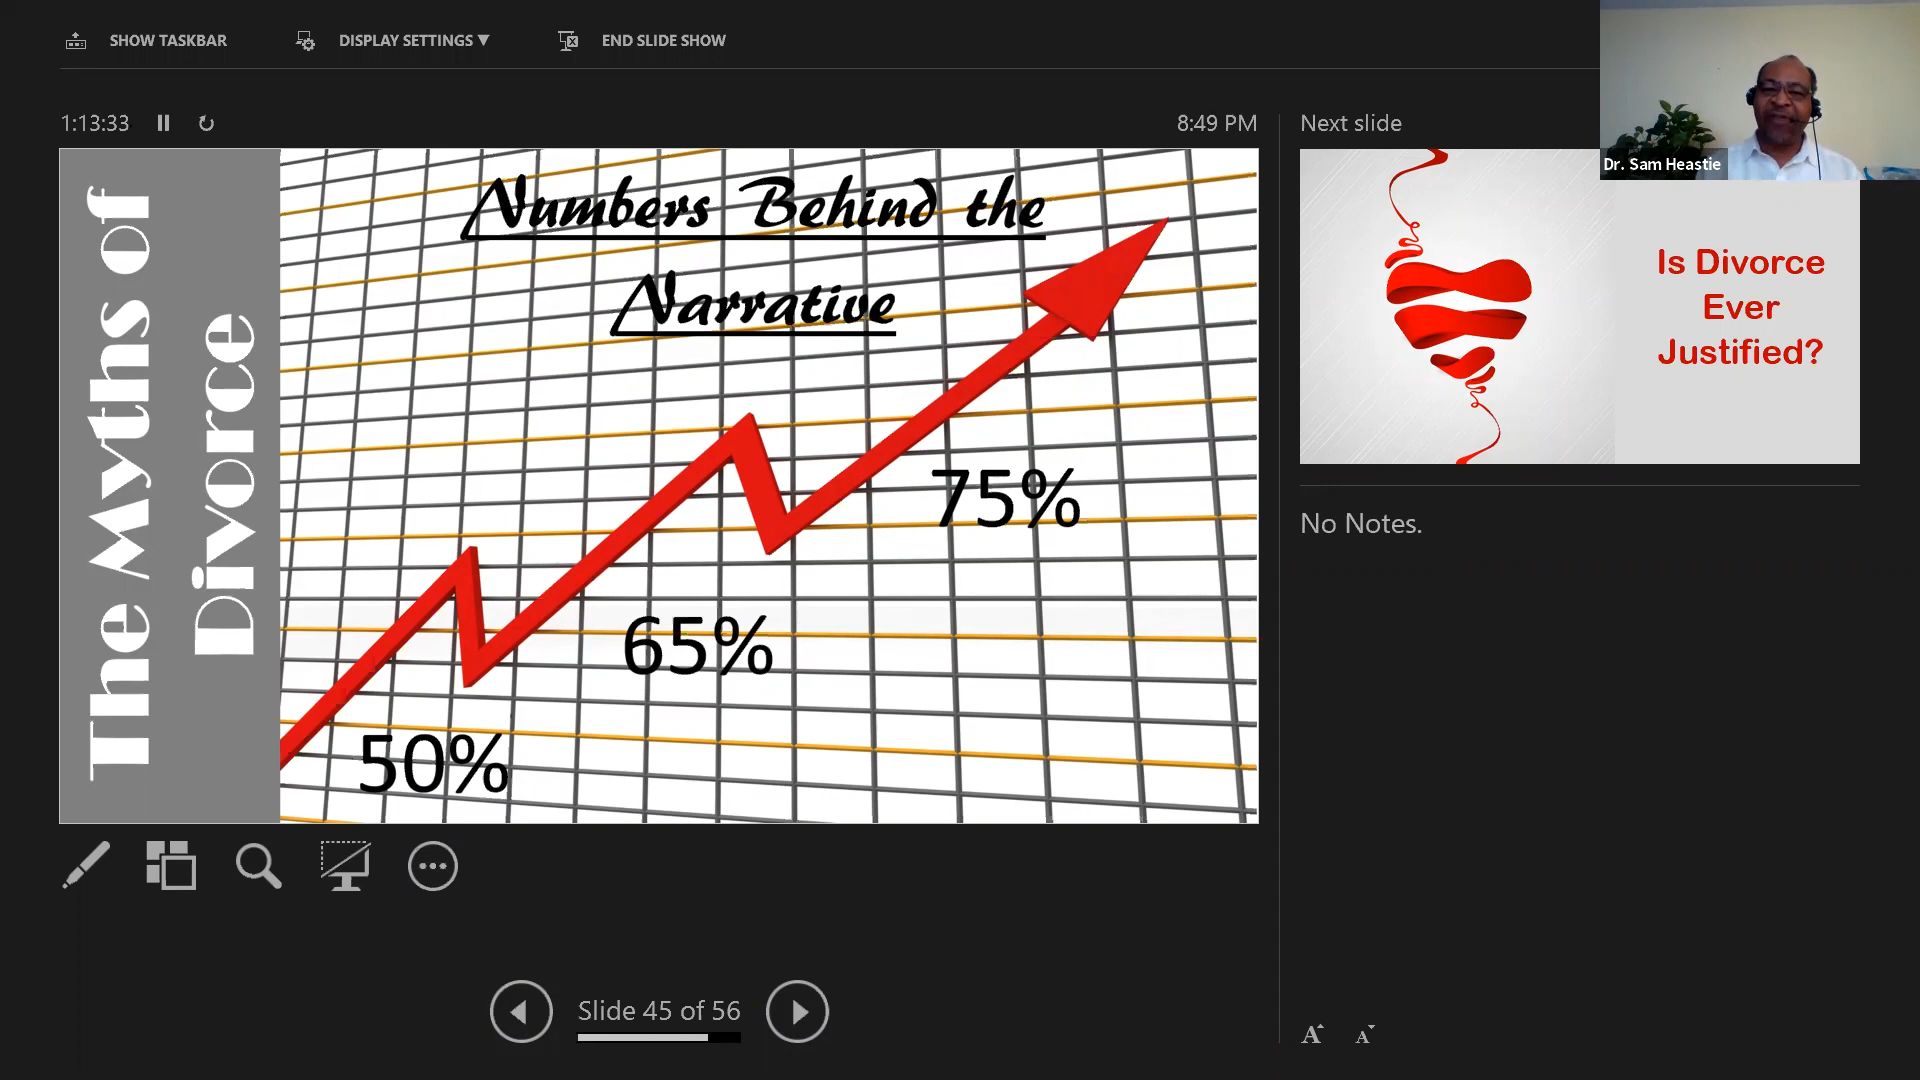 SHOW TASKBAR
DISPLAY SETTINGS ▼
END SLIDE SHOW
1:13:33
8:49 PM
Next slide
Dr. Sam Heastie
The Myths of
Divorce
Numbers Behind the
Narrative
75%
65%
50%
Is Divorce
Ever
Justified?
No Notes.
Slide 45 of 56
A
A